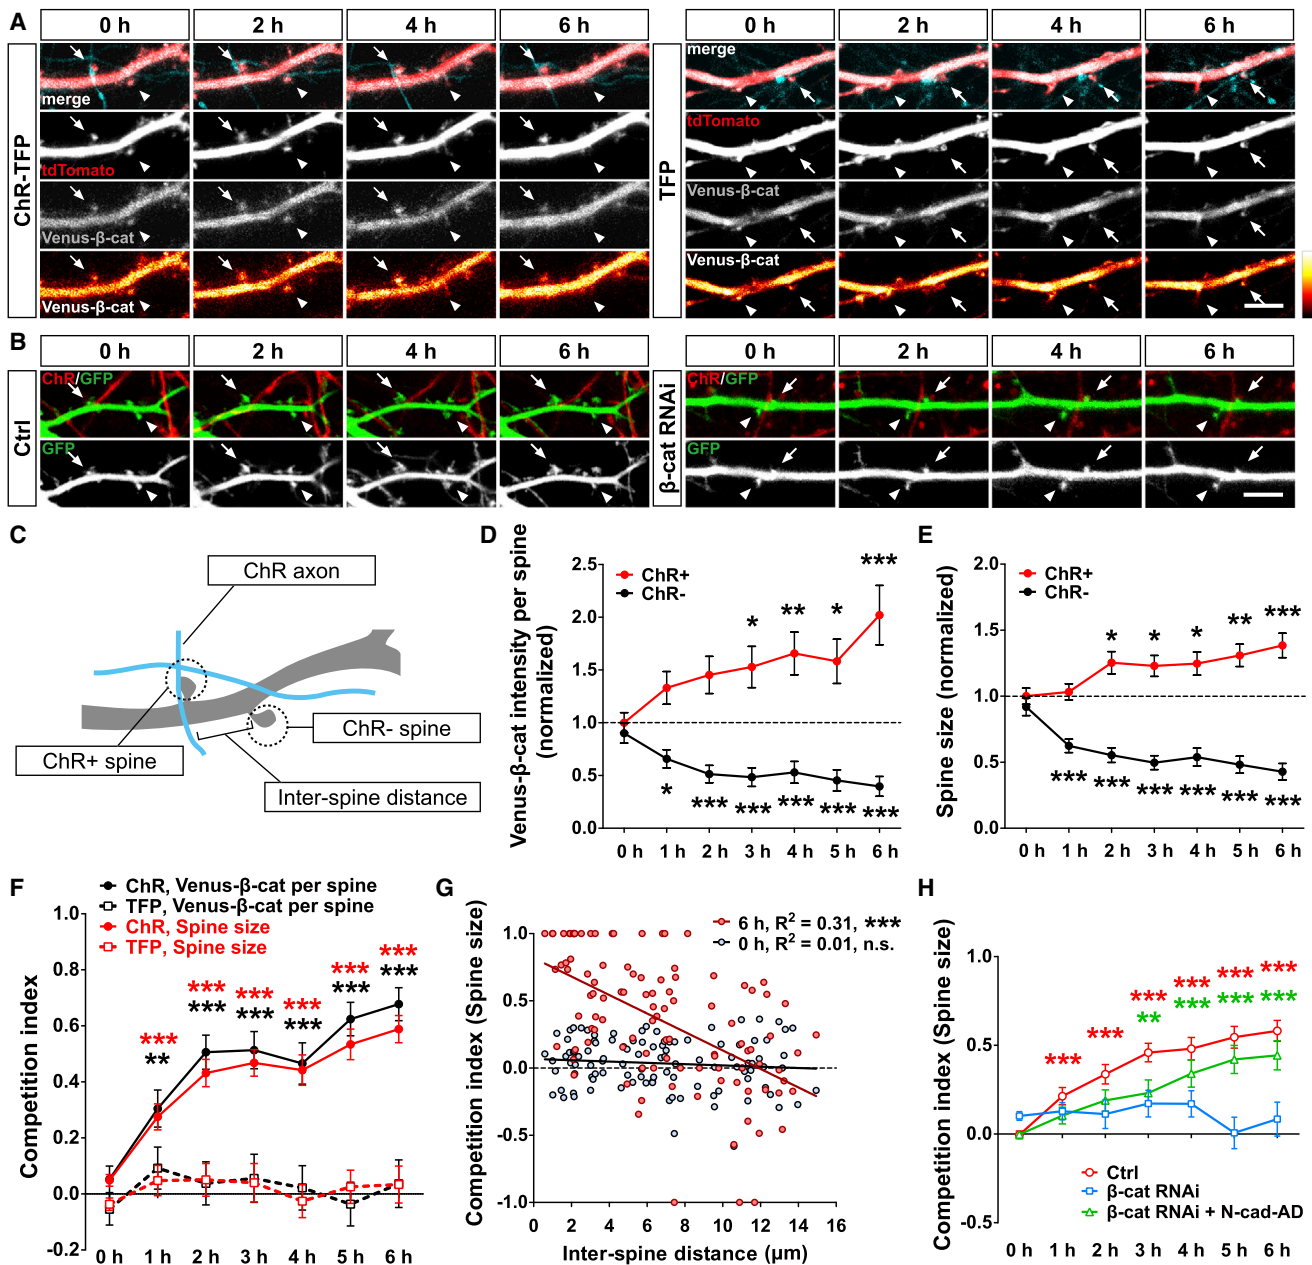 A
0 h 2 h 4 h 6 h 0 h 2 h 4 h 6 h
ChR-TFP
merge
tdTomato
Venus-β-cat
Venus-β-cat
TFP
merge
tdTomato
Venus-β-cat
Venus-β-cat
B
0 h 2 h 4 h 6 h 0 h 2 h 4 h 6 h
Ctrl
ChR/GFP
GFP
β-cat RNAi
ChR/GFP
GFP
C
ChR axon
ChR- spine
ChR+ spine
Inter-spine distance
D
Venus-β-cat intensity per spine
(normalized)
2.5
2.0
1.5
1.0
0.5
0.0
ChR+
ChR-
* ** * ***
* *** *** *** *** ***
0 h 1 h 2 h 3 h 4 h 5 h 6 h
E
Spine size (normalized)
2.0
1.5
1.0
0.5
0.0
ChR+
ChR-
* * * ** ***
*** *** *** *** *** ***
0 h 1 h 2 h 3 h 4 h 5 h 6 h
F
ChR, Venus-β-cat per spine
TFP, Venus-β-cat per spine
ChR, Spine size
TFP, Spine size
Competition index
1.0
0.8
0.6
0.4
0.2
0.0
-0.2
*** *** *** *** *** ***
** *** *** *** *** ***
0 h 1 h 2 h 3 h 4 h 5 h 6 h
G
6 h, R² = 0.31, ***
0 h, R² = 0.01, n.s.
Competition index (Spine size)
1.0
0.5
0.0
-0.5
-1.0
0 2 4 6 8 10 12 14 16
Inter-spine distance (µm)
H
Competition index (Spine size)
1.0
0.5
0.0
-0.5
*** *** *** *** *** ***
** *** *** ***
Ctrl
β-cat RNAi
β-cat RNAi + N-cad-AD
0 h 1 h 2 h 3 h 4 h 5 h 6 h